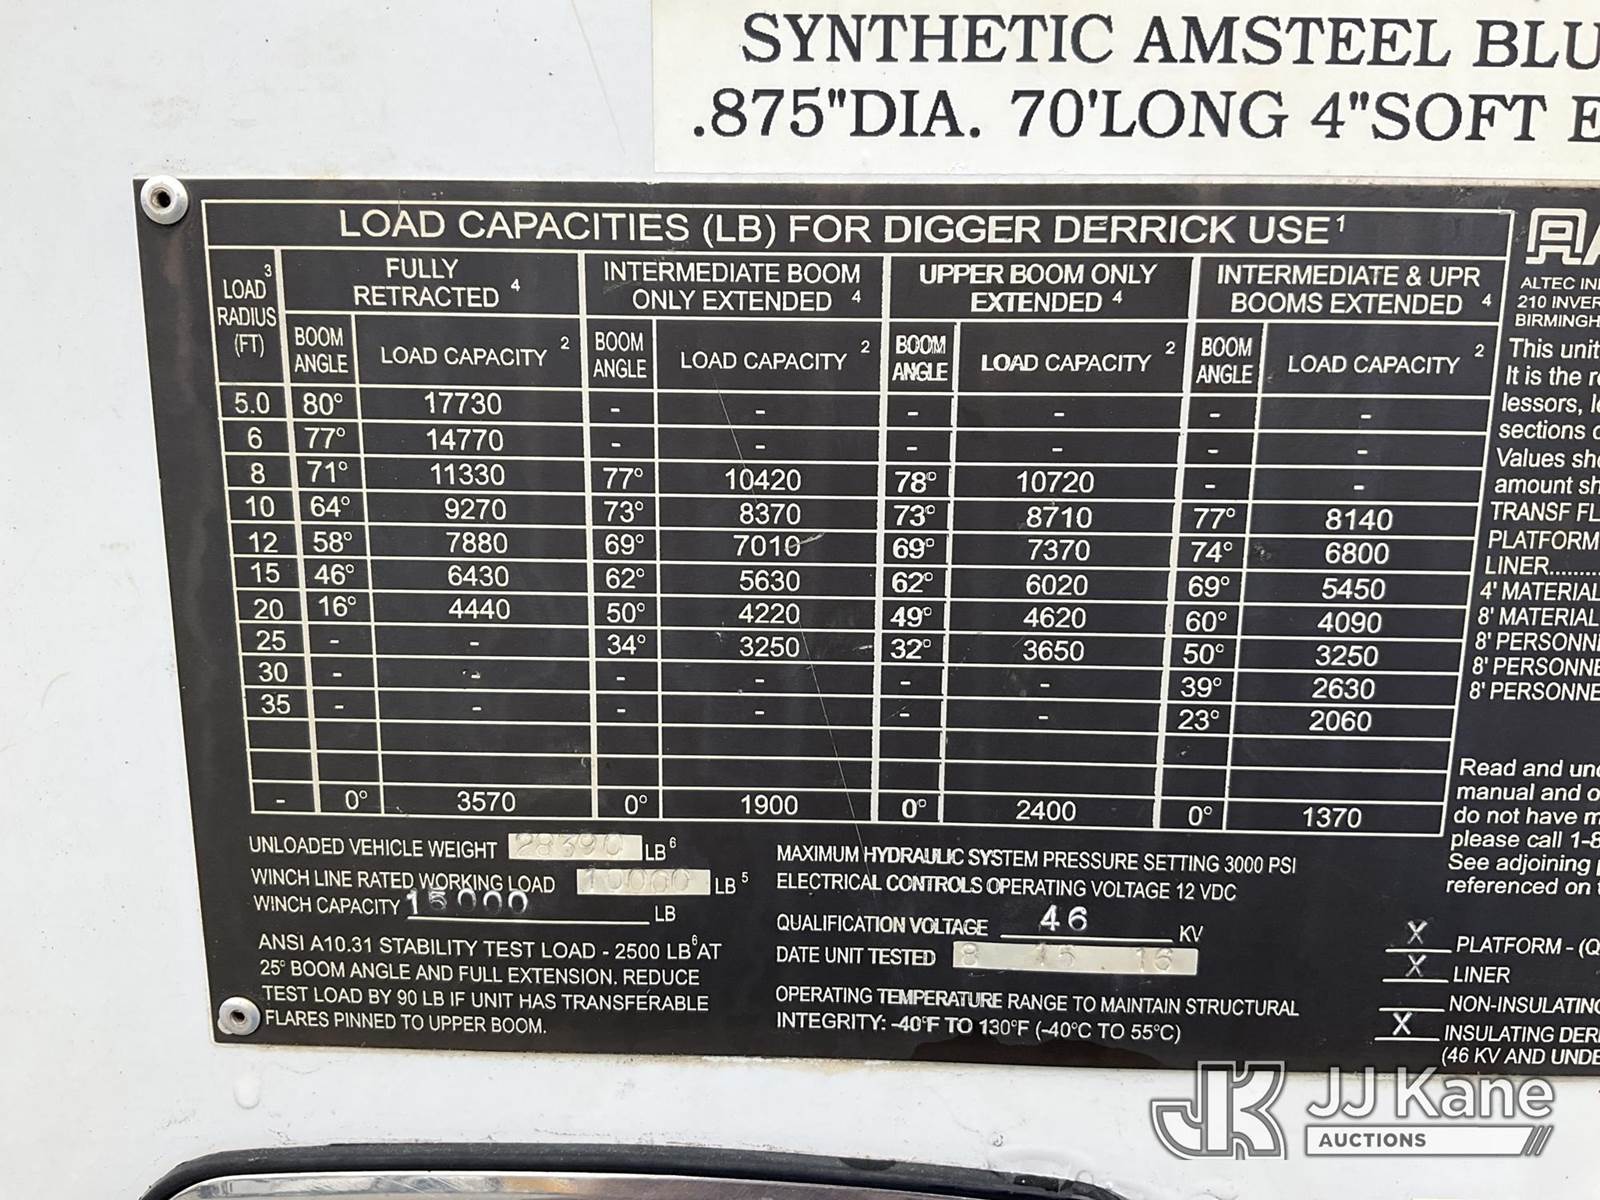 SYNTHETIC AMSTEEL BLU
.875"DIA. 70'LONG 4"SOFT E
LOAD CAPACITIES (LB) FOR DIGGER DERRICK USE 1
LOAD RADIUS (FT) 3
FULLY RETRACTED 4
INTERMEDIATE BOOM ONLY EXTENDED 4
UPPER BOOM ONLY EXTENDED 4
INTERMEDIATE & UPR BOOMS EXTENDED 4
BOOM ANGLE LOAD CAPACITY 2 BOOM ANGLE LOAD CAPACITY 2 BOOM ANGLE LOAD CAPACITY 2 BOOM ANGLE LOAD CAPACITY 2
5.0 80° 17730 - - - - - -
6 77° 14770 - - - - - -
8 71° 11330 77° 10420 78° 10720 - -
10 64° 9270 73° 8370 73° 8710 77° 8140
12 58° 7880 69° 7010 69° 7370 74° 6800
15 46° 6430 62° 5630 62° 6020 69° 5450
20 16° 4440 50° 4220 49° 4620 60° 4090
25 - - 34° 3250 32° 3650 50° 3250
30 - - - - - - 39° 2630
35 - - - - - - 23° 2060
- 0° 3570 0° 1900 0° 2400 0° 1370
UNLOADED VEHICLE WEIGHT 28390 LB 6
WINCH LINE RATED WORKING LOAD 10000 LB 5
WINCH CAPACITY 15000 LB
ANSI A10.31 STABILITY TEST LOAD - 2500 LB 6 AT
25° BOOM ANGLE AND FULL EXTENSION. REDUCE
TEST LOAD BY 90 LB IF UNIT HAS TRANSFERABLE
FLARES PINNED TO UPPER BOOM.
MAXIMUM HYDRAULIC SYSTEM PRESSURE SETTING 3000 PSI
ELECTRICAL CONTROLS OPERATING VOLTAGE 12 VDC
QUALIFICATION VOLTAGE 46 KV
DATE UNIT TESTED 8 15 16
OPERATING TEMPERATURE RANGE TO MAINTAIN STRUCTURAL
INTEGRITY: -40°F TO 130°F (-40°C TO 55°C)
ALTEC IN
210 INVER
BIRMINGH
This unit
It is the r
lessors, l
sections o
Values sh
amount sh
TRANSF FL
PLATFORM
LINER
4' MATERIAL
8' MATERIAL
8' PERSONN
8' PERSONNE
8' PERSONNE
Read and un
manual and o
do not have m
please call 1-8
See adjoining p
referenced on t
X PLATFORM - (Q
X LINER
NON-INSULATING
X INSULATING DER
(46 KV AND UNDE
JK JJ Kane
AUCTIONS